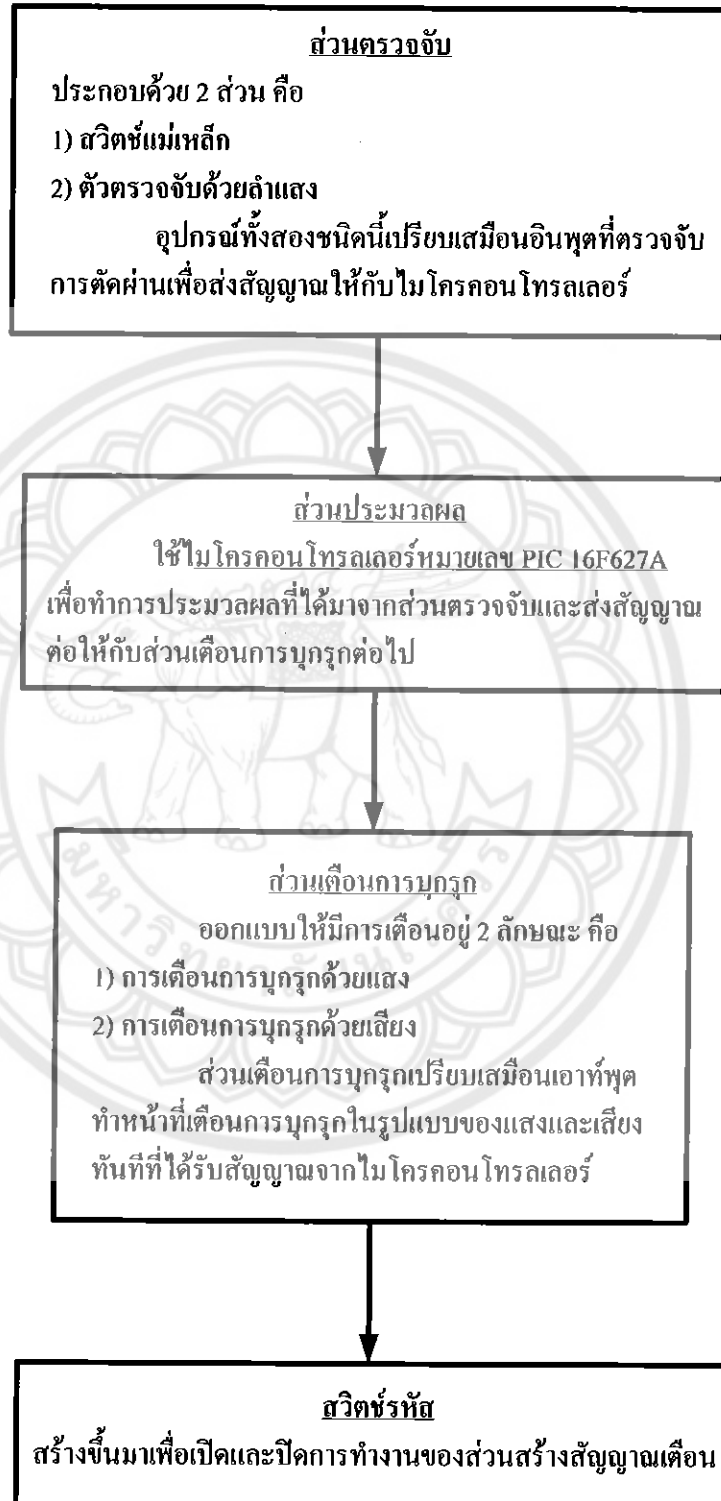 ส่วนตรวจจับ
ประกอบด้วย 2 ส่วน คือ
1) สวิตช์แม่เหล็ก
2) ตัวตรวจจับด้วยลำแสง
อุปกรณ์ทั้งสองชนิดนี้เปรียบเสมือนอินพุตที่ตรวจจับ
การตัดผ่านเพื่อส่งสัญญาณให้กับไมโครคอนโทรลเลอร์
ส่วนประมวลผล
ใช้ไมโครคอนโทรลเลอร์หมายเลข PIC 16F627A
เพื่อทำการประมวลผลที่ได้มาจากส่วนตรวจจับและส่งสัญญาณ
ต่อให้กับส่วนเตือนการบุกรุกต่อไป
ส่วนเตือนการบุกรุก
ออกแบบให้มีการเตือนอยู่ 2 ลักษณะ คือ
1) การเตือนการบุกรุกด้วยแสง
2) การเตือนการบุกรุกด้วยเสียง
ส่วนเตือนการบุกรุกเปรียบเสมือนเอาท์พุต
ทำหน้าที่เตือนการบุกรุกในรูปแบบของแสงและเสียง
ทันทีที่ได้รับสัญญาณจากไมโครคอนโทรลเลอร์
มหาวิทยาลัยนเรศวร
สวิตช์รหัส
สร้างขึ้นมาเพื่อเปิดและปิดการทำงานของส่วนสร้างสัญญาณเตือน